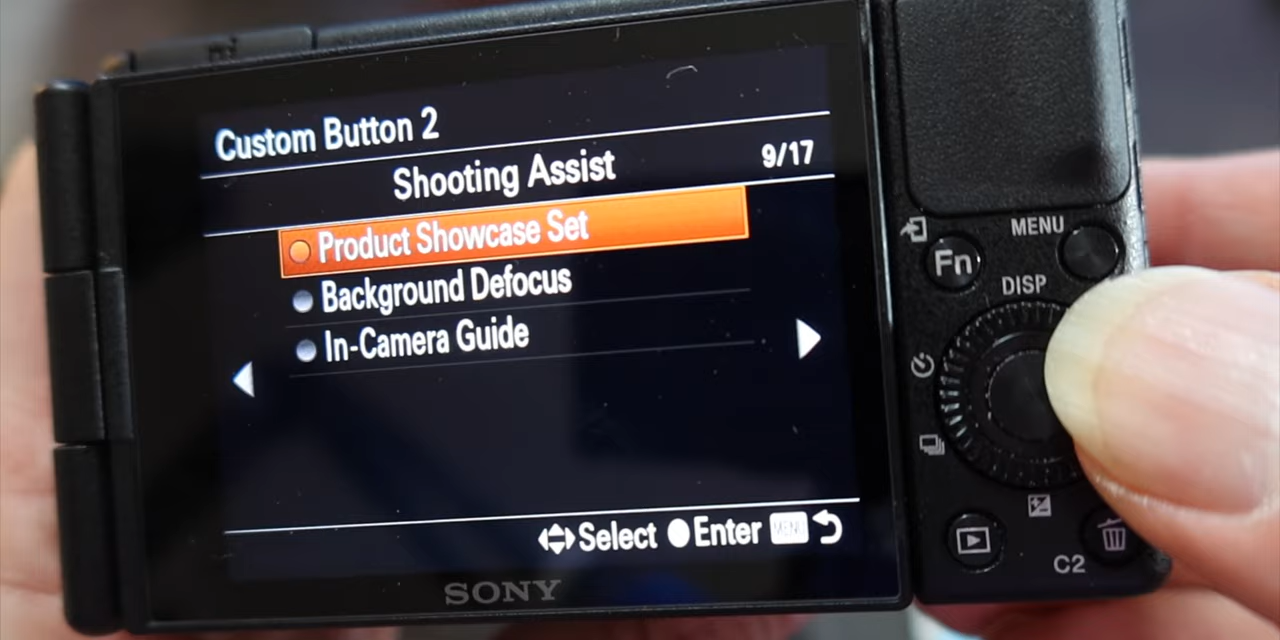 Custom Button 2
Shooting Assist 9/17
Product Showcase Set
Background Defocus
In-Camera Guide
Select Enter MENU
SONY
MENU
Fn
DISP
C2